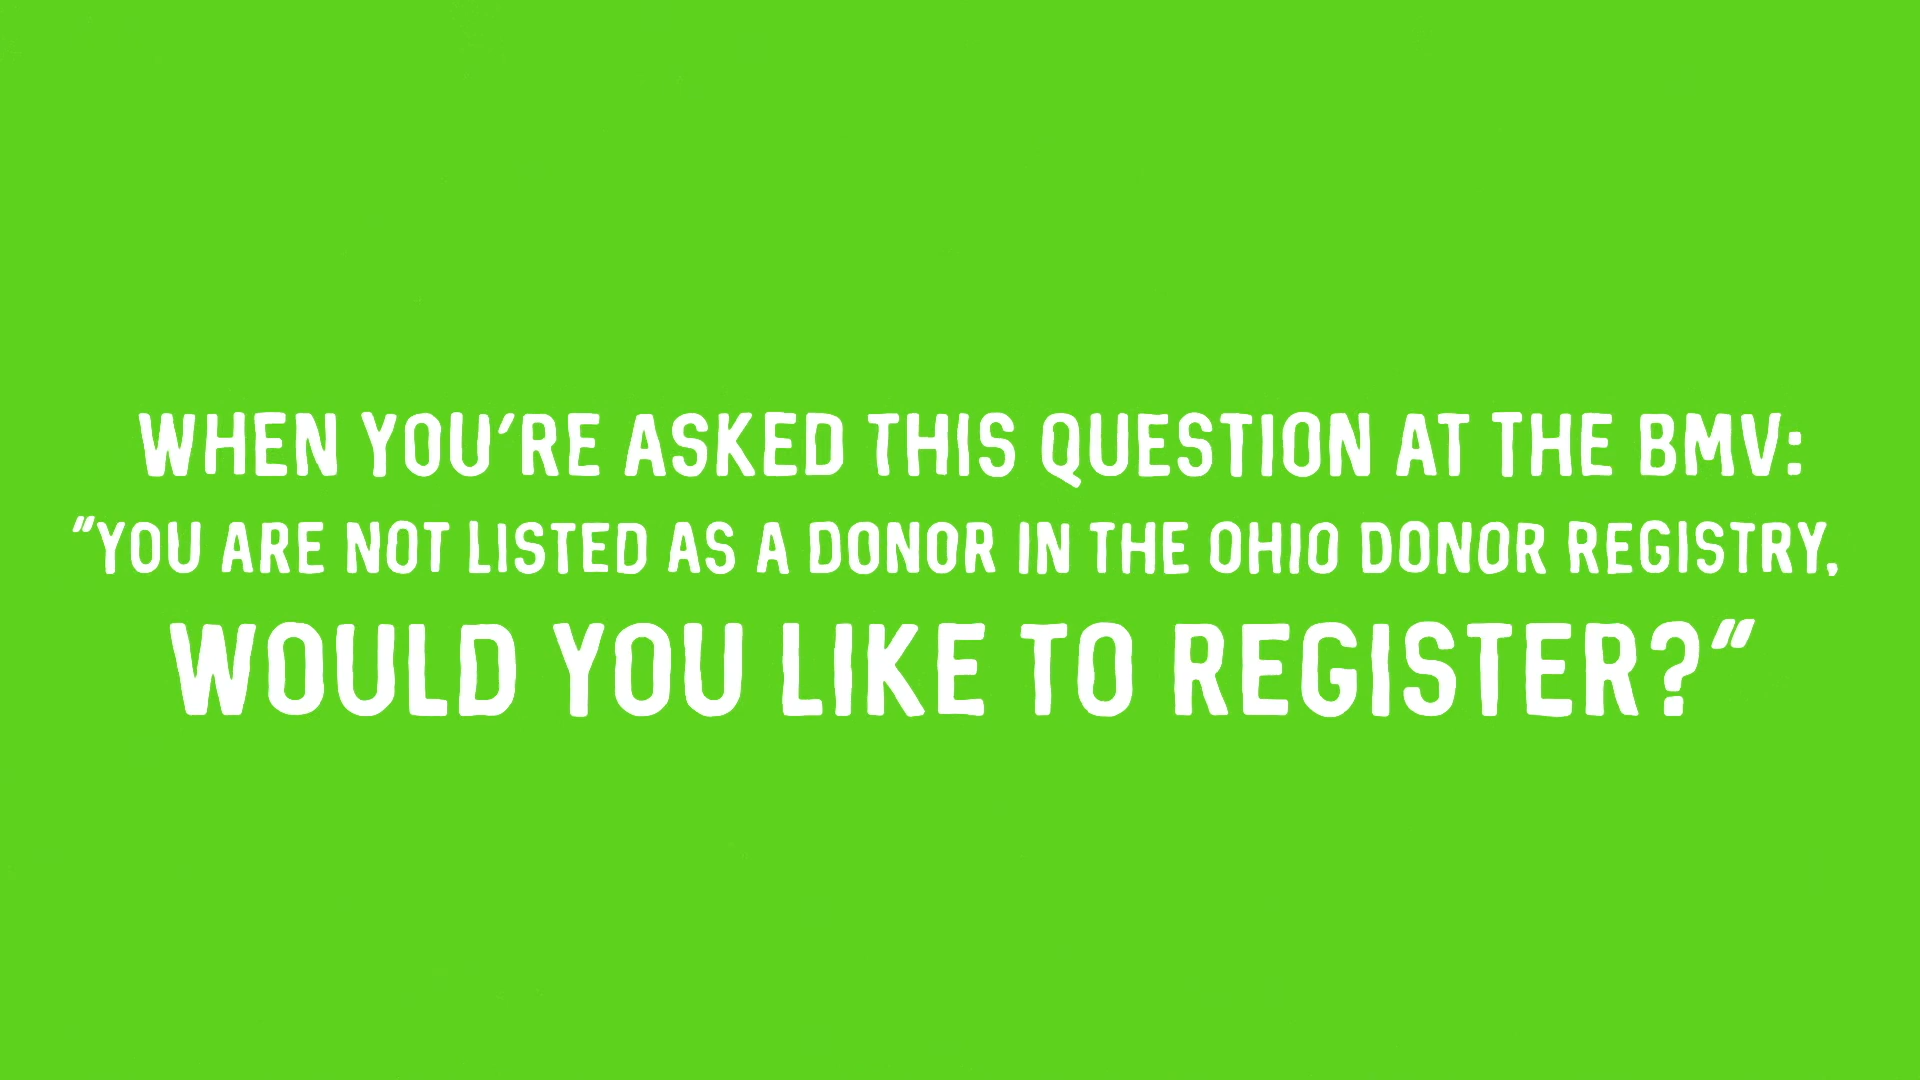 WHEN YOU'RE ASKED THIS QUESTION AT THE BMV:
"YOU ARE NOT LISTED AS A DONOR IN THE OHIO DONOR REGISTRY,
WOULD YOU LIKE TO REGISTER?"